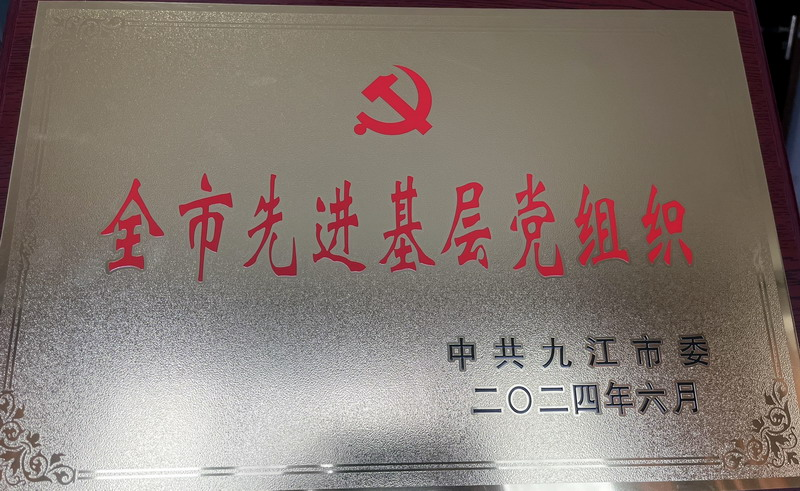 全市先进基层党组织
中共九江市委
二〇二四年六月